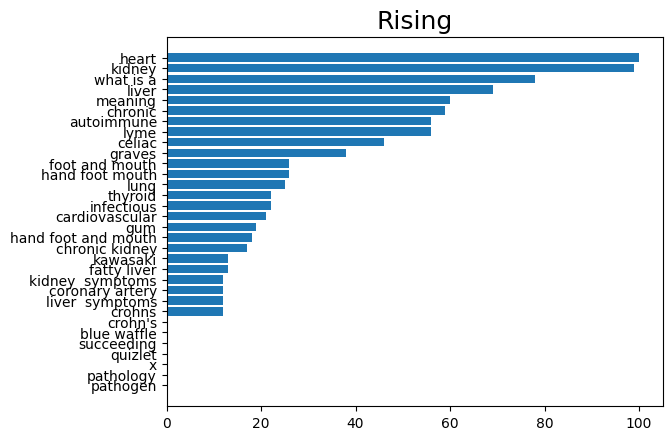 Rising
heart
kidney
what is a
liver
meaning
chronic
autoimmune
lyme
celiac
graves
foot and mouth
hand foot mouth
lung
thyroid
infectious
cardiovascular
gum
hand foot and mouth
chronic kidney
kawasaki
fatty liver
kidney  symptoms
coronary artery
liver  symptoms
crohns
crohn's
blue waffle
succeeding
quizlet
x
pathology
pathogen
0 20 40 60 80 100